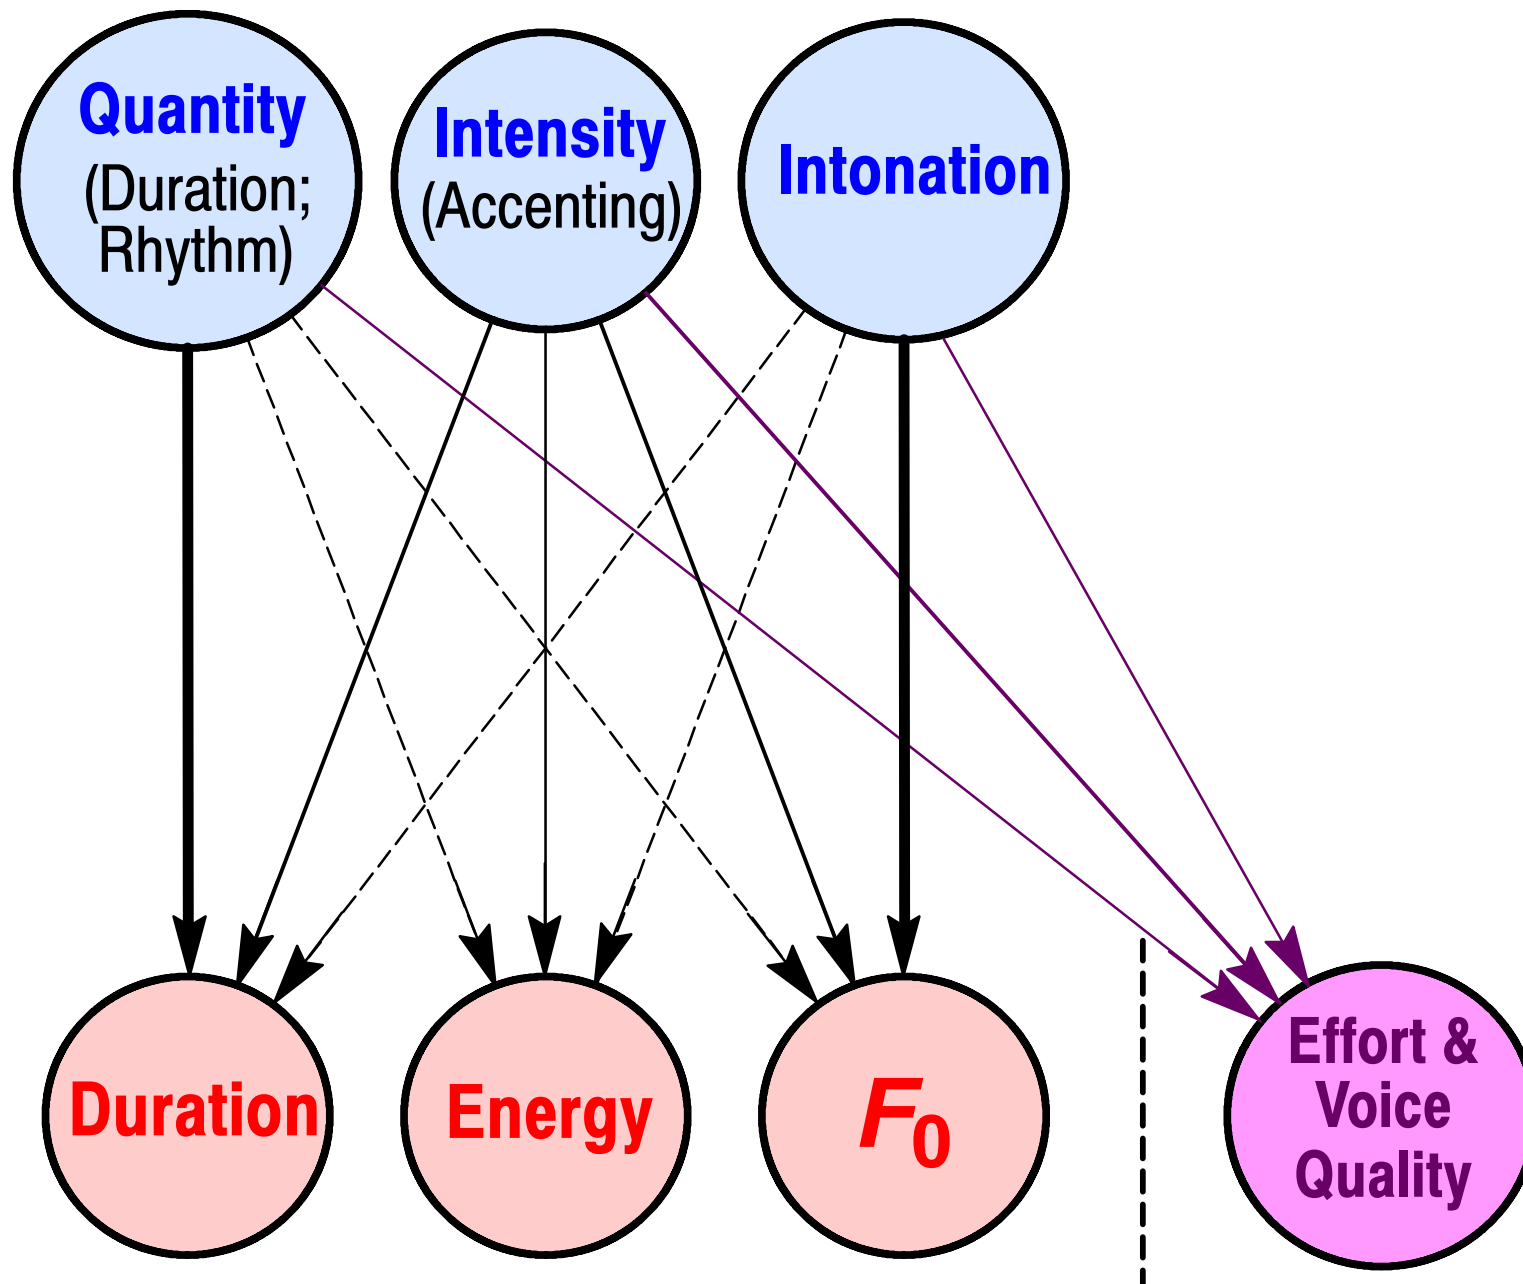 Quantity
(Duration;
Rhythm)
Intensity
(Accenting)
Intonation
Duration
Energy
F0
Effort &
Voice
Quality